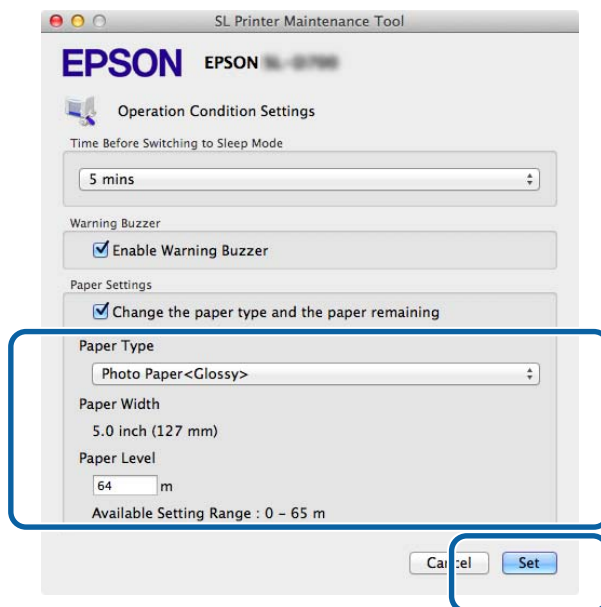 SL Printer Maintenance Tool
EPSON EPSON
Operation Condition Settings
Time Before Switching to Sleep Mode
5 mins
Warning Buzzer
Enable Warning Buzzer
Paper Settings
Change the paper type and the paper remaining
Paper Type
Photo Paper<Glossy>
Paper Width
5.0 inch (127 mm)
Paper Level
64 m
Available Setting Range : 0 – 65 m
Cancel Set